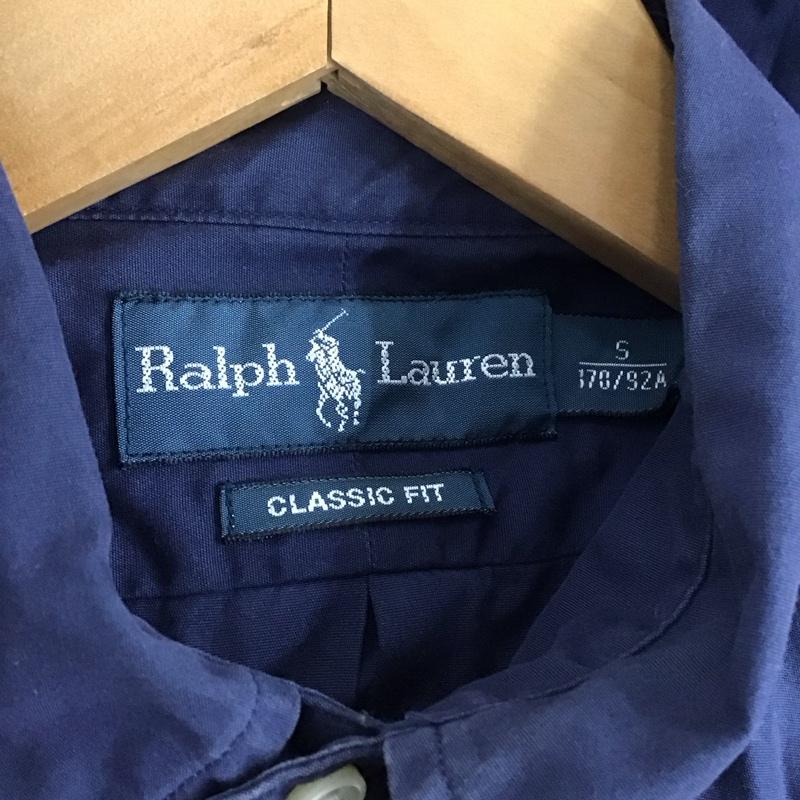 Ralph Lauren
S
170/92A
CLASSIC FIT